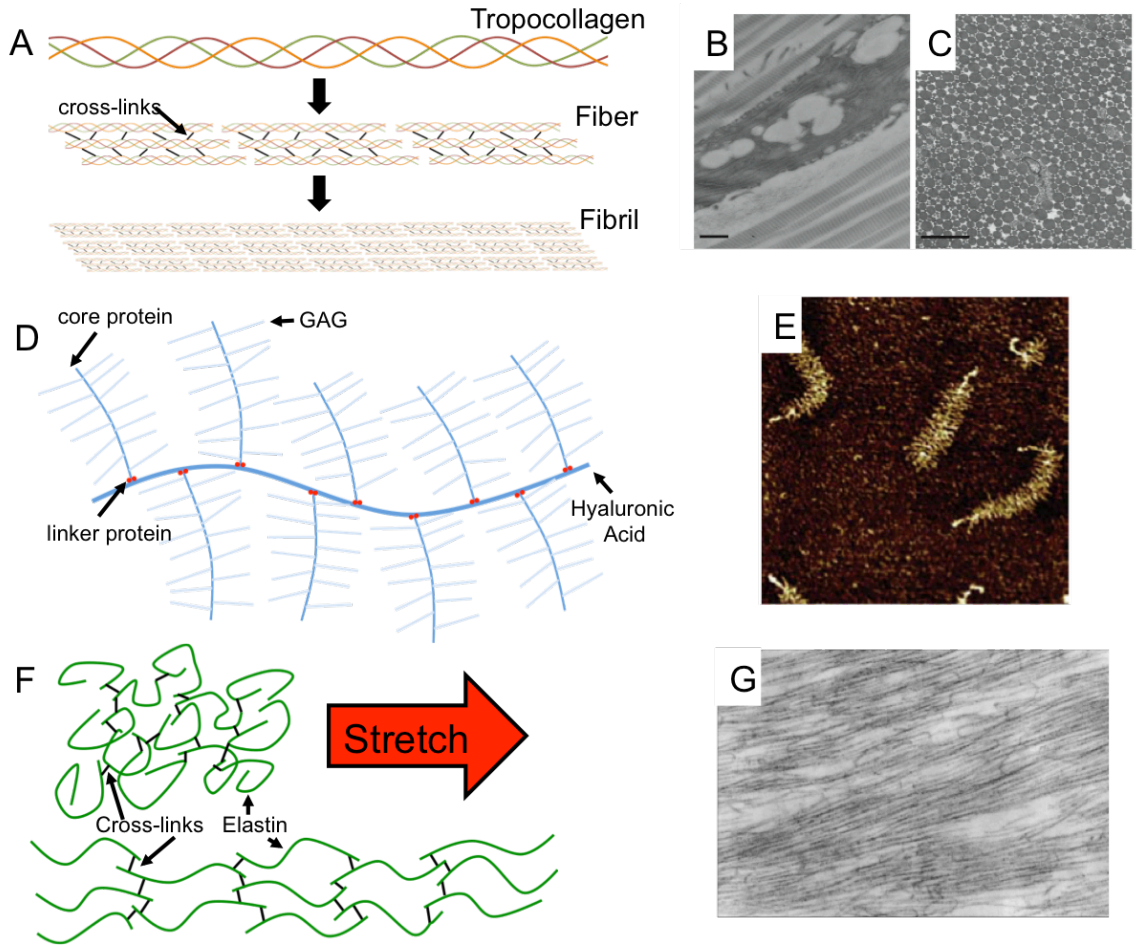 A
Tropocollagen
B
C
cross-links
Fiber
Fibril
D
core protein
GAG
linker protein
Hyaluronic
Acid
E
F
Stretch
Cross-links
Elastin
G